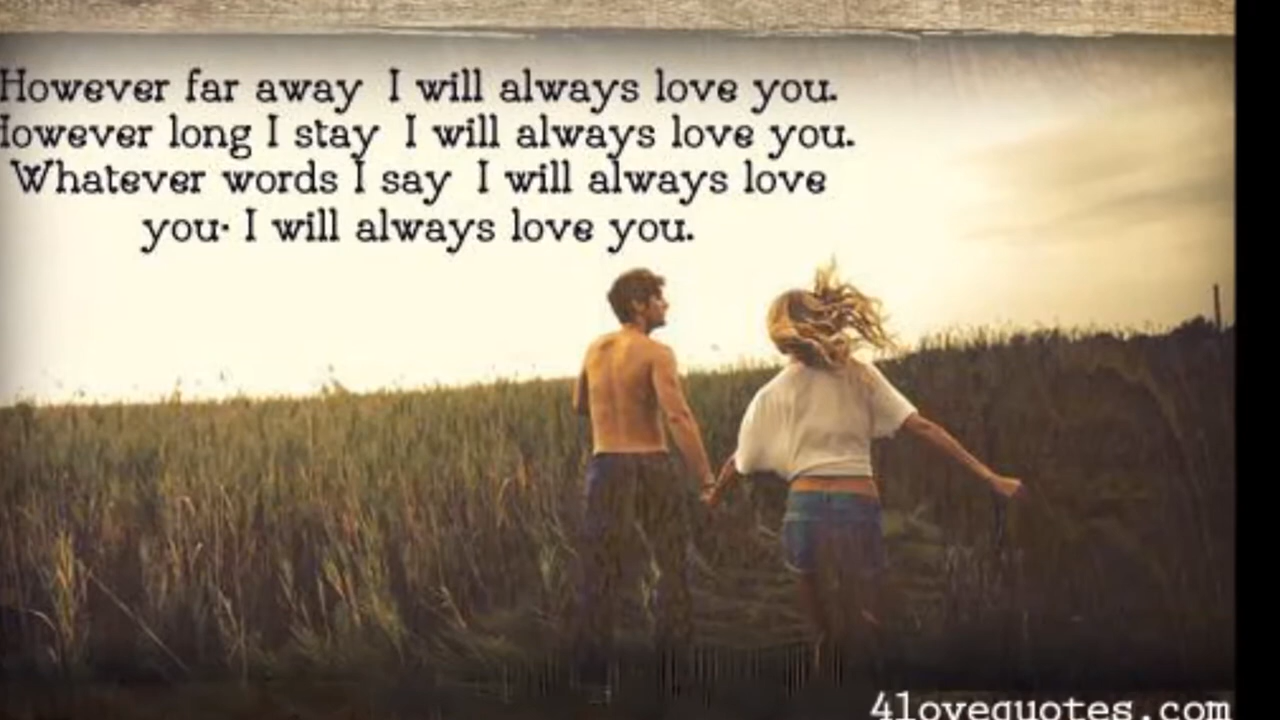 However far away I will always love you.
However long I stay I will always love you.
Whatever words I say I will always love
you. I will always love you.
4lovequotes.com